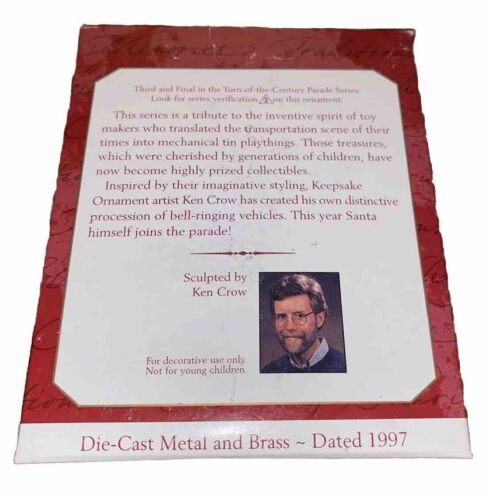 Memories Tradition
Third and Final in the Turn-of-the-Century Parade Series.
Look for series verification 3 on this ornament.
This series is a tribute to the inventive spirit of toy
makers who translated the transportation scene of their
times into mechanical tin playthings. Those treasures,
which were cherished by generations of children, have
now become highly prized collectibles.
Inspired by their imaginative styling, Keepsake
Ornament artist Ken Crow has created his own distinctive
procession of bell-ringing vehicles. This year Santa
himself joins the parade!
Sculpted by
Ken Crow
For decorative use only.
Not for young children.
Die-Cast Metal and Brass ~ Dated 1997